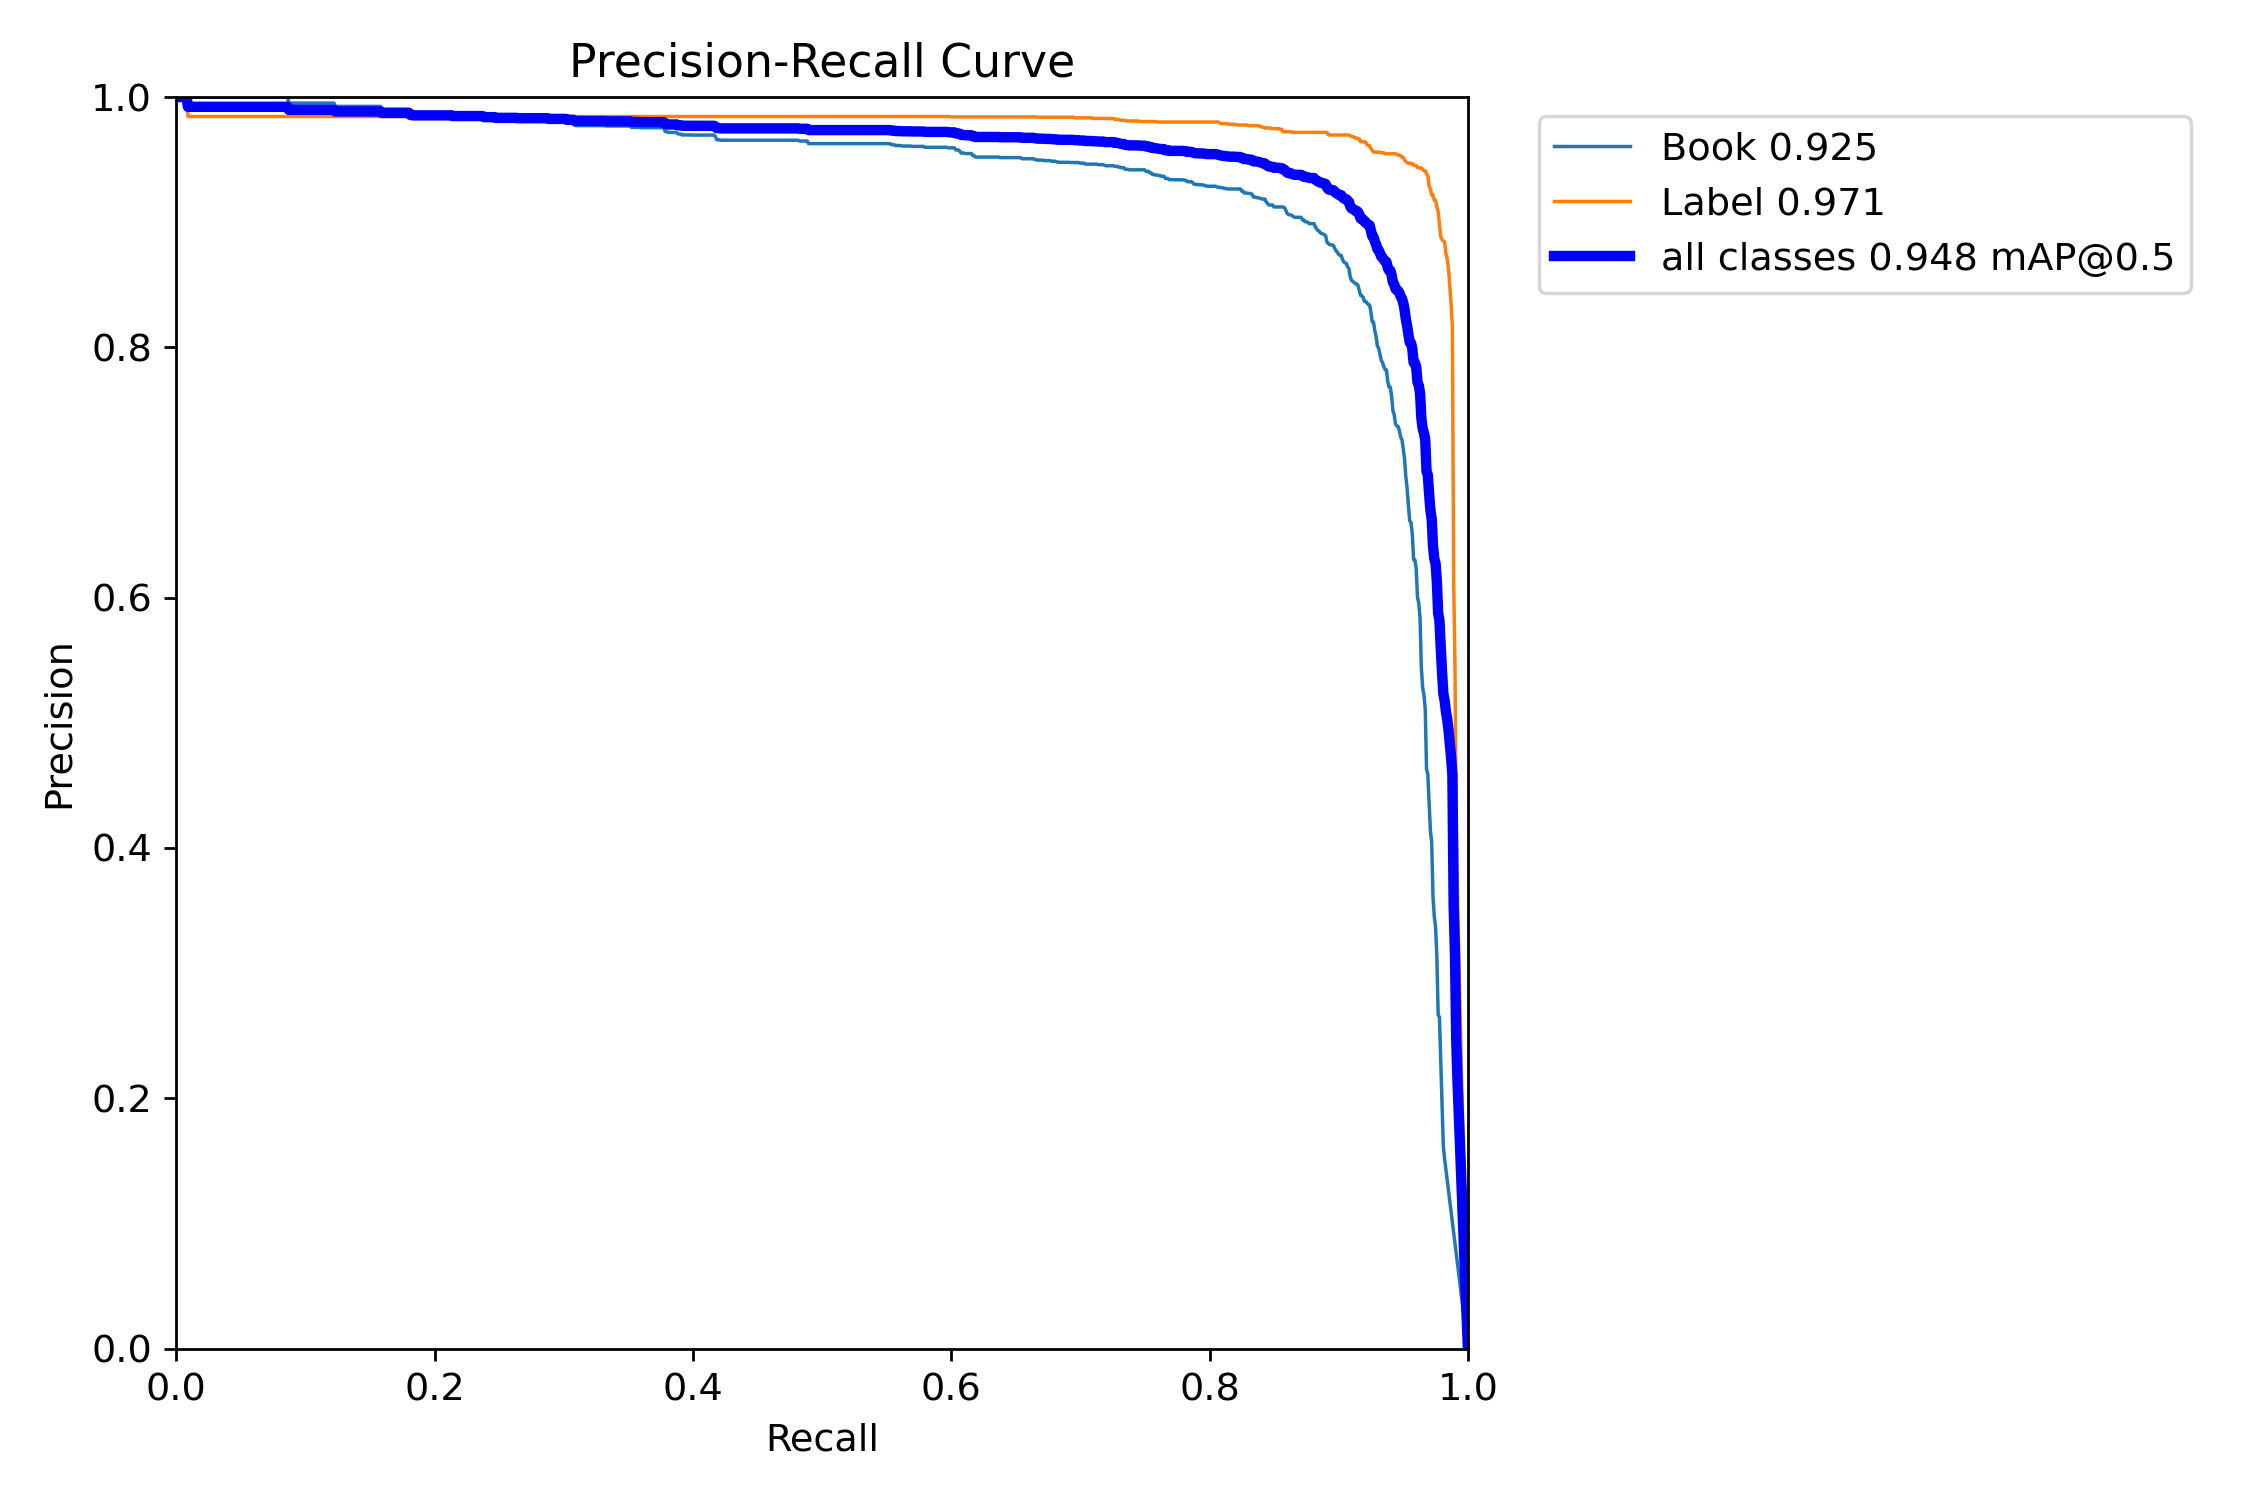 Precision-Recall Curve
1.0
0.8
0.6
0.4
0.2
0.0
Precision
0.0 0.2 0.4 0.6 0.8 1.0
Recall
Book 0.925
Label 0.971
all classes 0.948 mAP@0.5